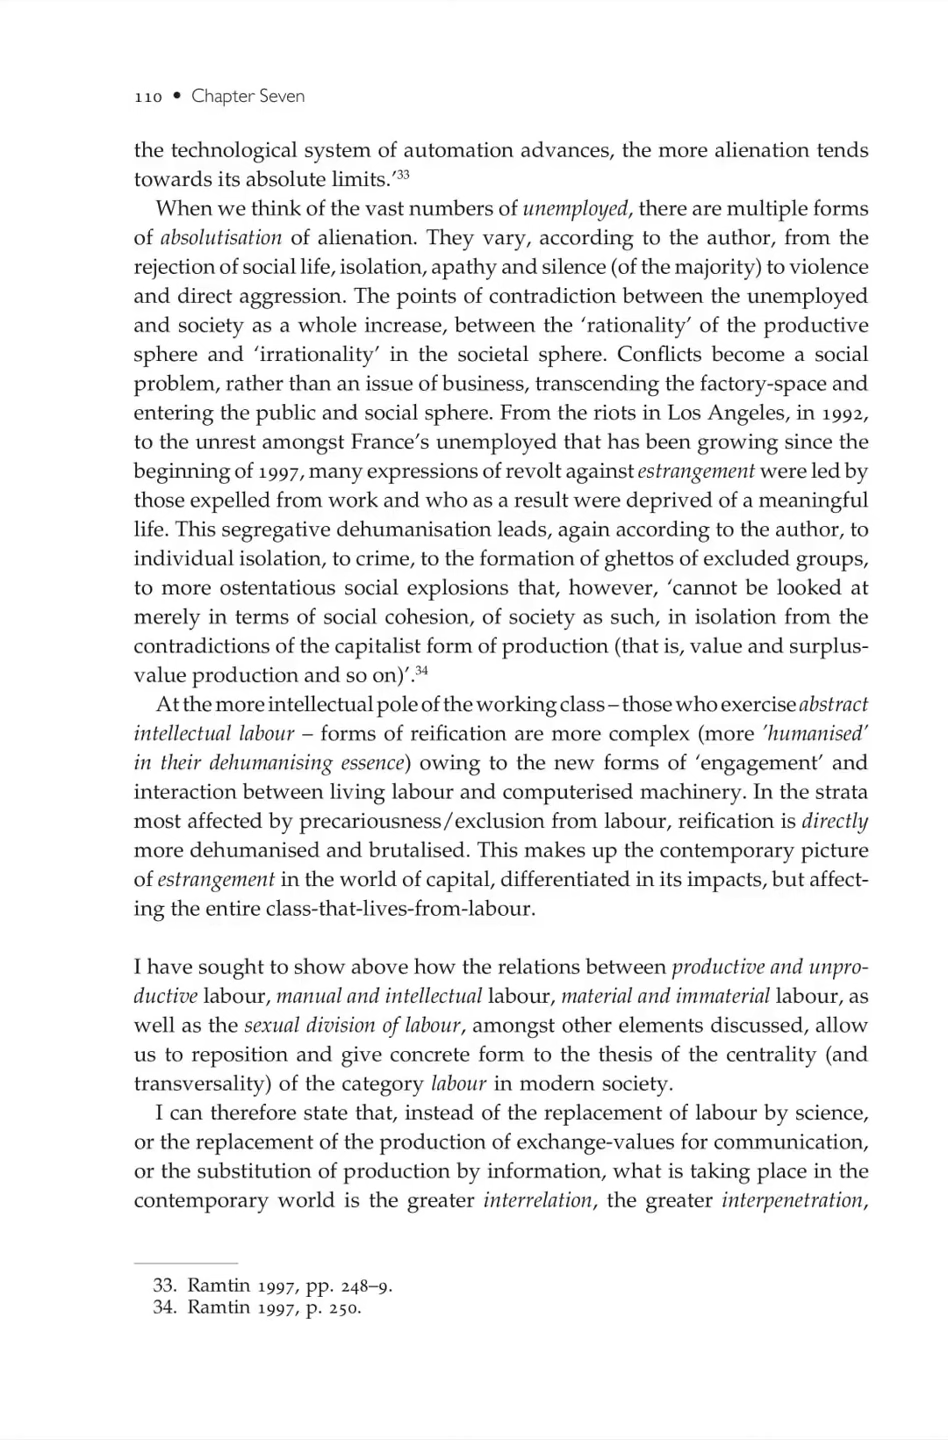 110 • Chapter Seven
the technological system of automation advances, the more alienation tends
towards its absolute limits.’33
When we think of the vast numbers of unemployed, there are multiple forms
of absolutisation of alienation. They vary, according to the author, from the
rejection of social life, isolation, apathy and silence (of the majority) to violence
and direct aggression. The points of contradiction between the unemployed
and society as a whole increase, between the ‘rationality’ of the productive
sphere and ‘irrationality’ in the societal sphere. Conflicts become a social
problem, rather than an issue of business, transcending the factory-space and
entering the public and social sphere. From the riots in Los Angeles, in 1992,
to the unrest amongst France’s unemployed that has been growing since the
beginning of 1997, many expressions of revolt against estrangement were led by
those expelled from work and who as a result were deprived of a meaningful
life. This segregative dehumanisation leads, again according to the author, to
individual isolation, to crime, to the formation of ghettos of excluded groups,
to more ostentatious social explosions that, however, ‘cannot be looked at
merely in terms of social cohesion, of society as such, in isolation from the
contradictions of the capitalist form of production (that is, value and surplus-
value production and so on)’.34
At the more intellectual pole of the working class – those who exercise abstract
intellectual labour – forms of reification are more complex (more ’humanised’
in their dehumanising essence) owing to the new forms of ‘engagement’ and
interaction between living labour and computerised machinery. In the strata
most affected by precariousness/exclusion from labour, reification is directly
more dehumanised and brutalised. This makes up the contemporary picture
of estrangement in the world of capital, differentiated in its impacts, but affect-
ing the entire class-that-lives-from-labour.
I have sought to show above how the relations between productive and unpro-
ductive labour, manual and intellectual labour, material and immaterial labour, as
well as the sexual division of labour, amongst other elements discussed, allow
us to reposition and give concrete form to the thesis of the centrality (and
transversality) of the category labour in modern society.
I can therefore state that, instead of the replacement of labour by science,
or the replacement of the production of exchange-values for communication,
or the substitution of production by information, what is taking place in the
contemporary world is the greater interrelation, the greater interpenetration,
33. Ramtin 1997, pp. 248–9.
34. Ramtin 1997, p. 250.